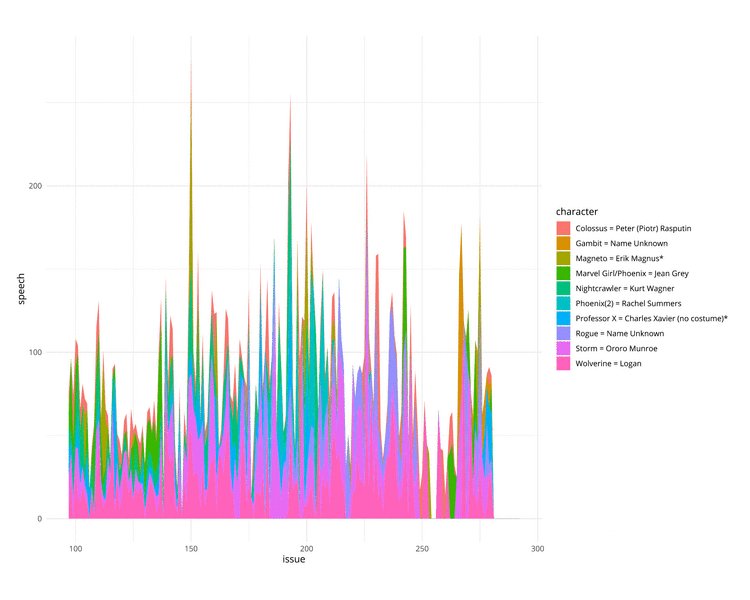 200
100
0
100
150
200
250
300
issue
speech
character
Colossus = Peter (Piotr) Rasputin
Gambit = Name Unknown
Magneto = Erik Magnus*
Marvel Girl/Phoenix = Jean Grey
Nightcrawler = Kurt Wagner
Phoenix(2) = Rachel Summers
Professor X = Charles Xavier (no costume)*
Rogue = Name Unknown
Storm = Ororo Munroe
Wolverine = Logan